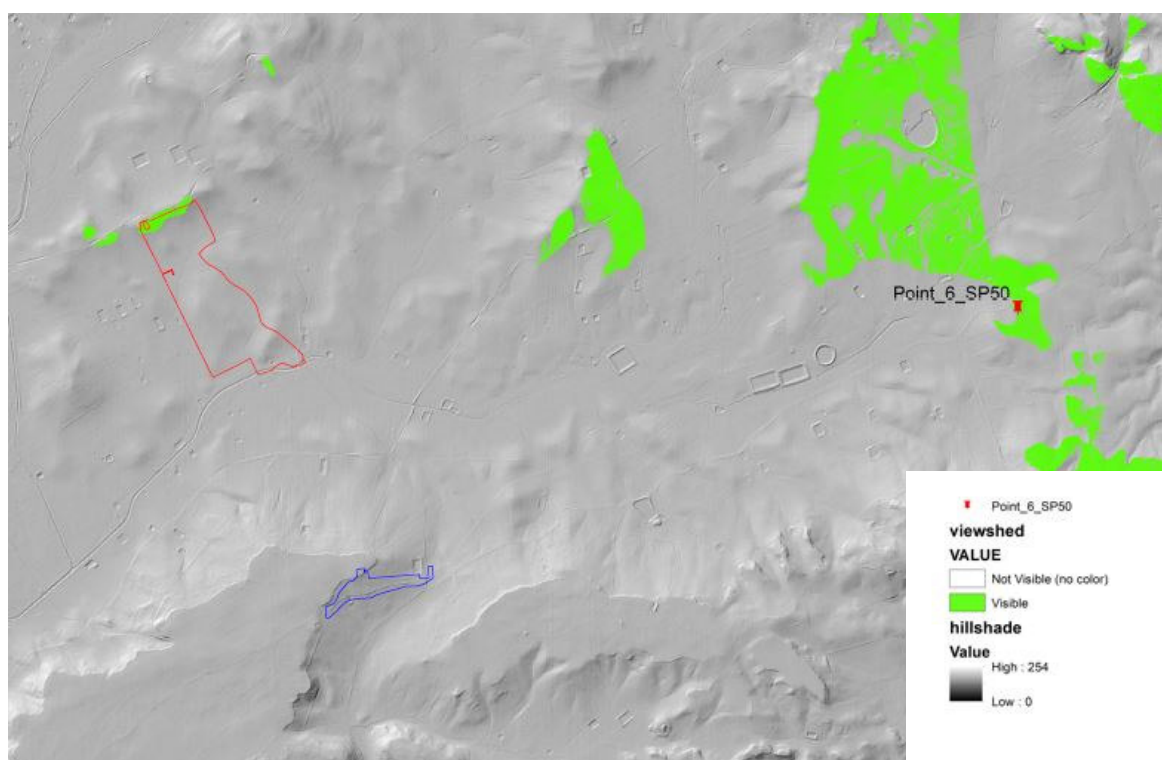 Point_6_SP50
Point_6_SP50
viewshed
VALUE
Not Visible (no color)
Visible
hillshade
Value
High : 254
Low : 0